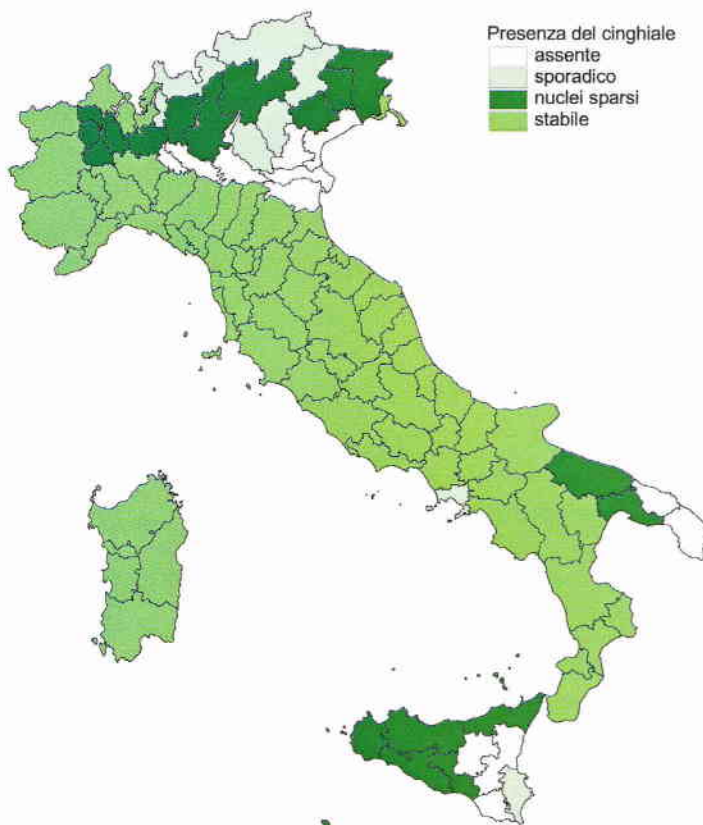 Presenza del cinghiale
assente
sporadico
nuclei sparsi
stabile